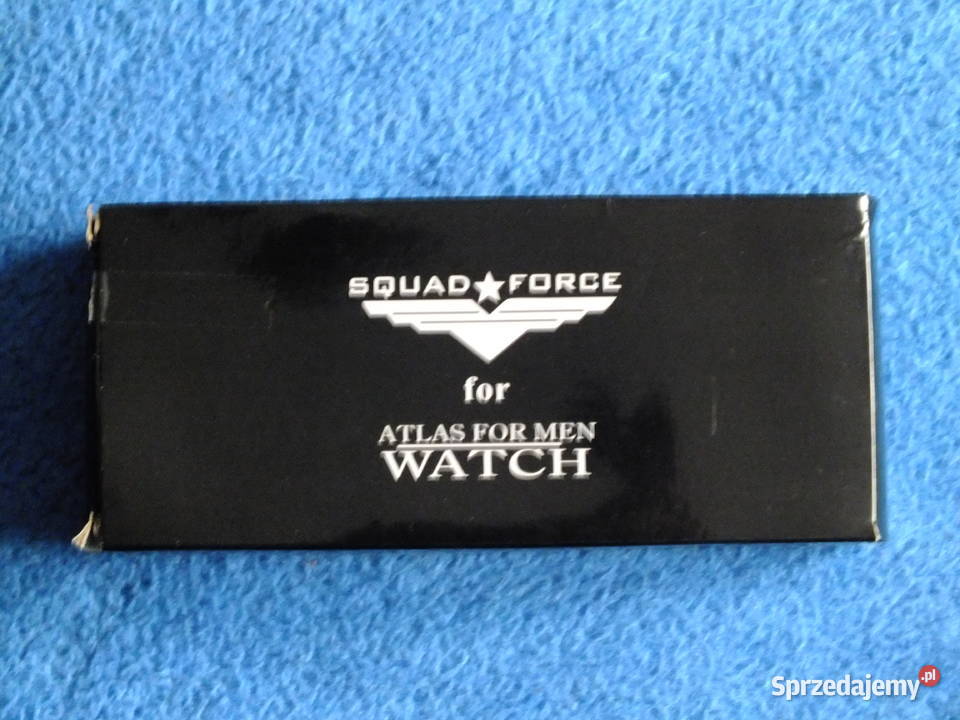 SQUAD★FORCE
for
ATLAS FOR MEN
WATCH
Sprzedajemy.pl